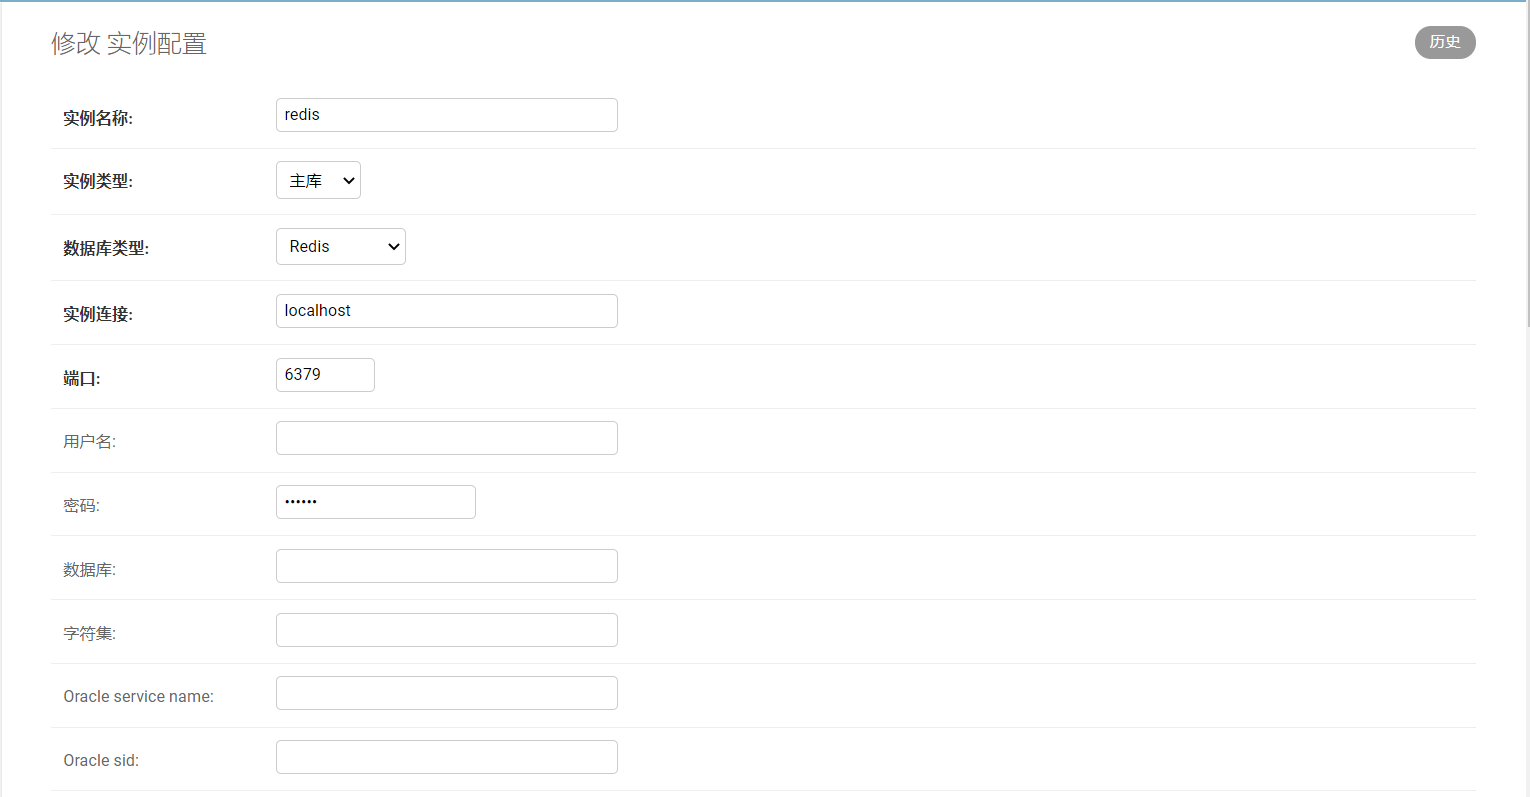 修改 实例配置
历史
实例名称: redis
实例类型: 主库
数据库类型: Redis
实例连接: localhost
端口: 6379
用户名:
密码: ••••••
数据库:
字符集:
Oracle service name:
Oracle sid: